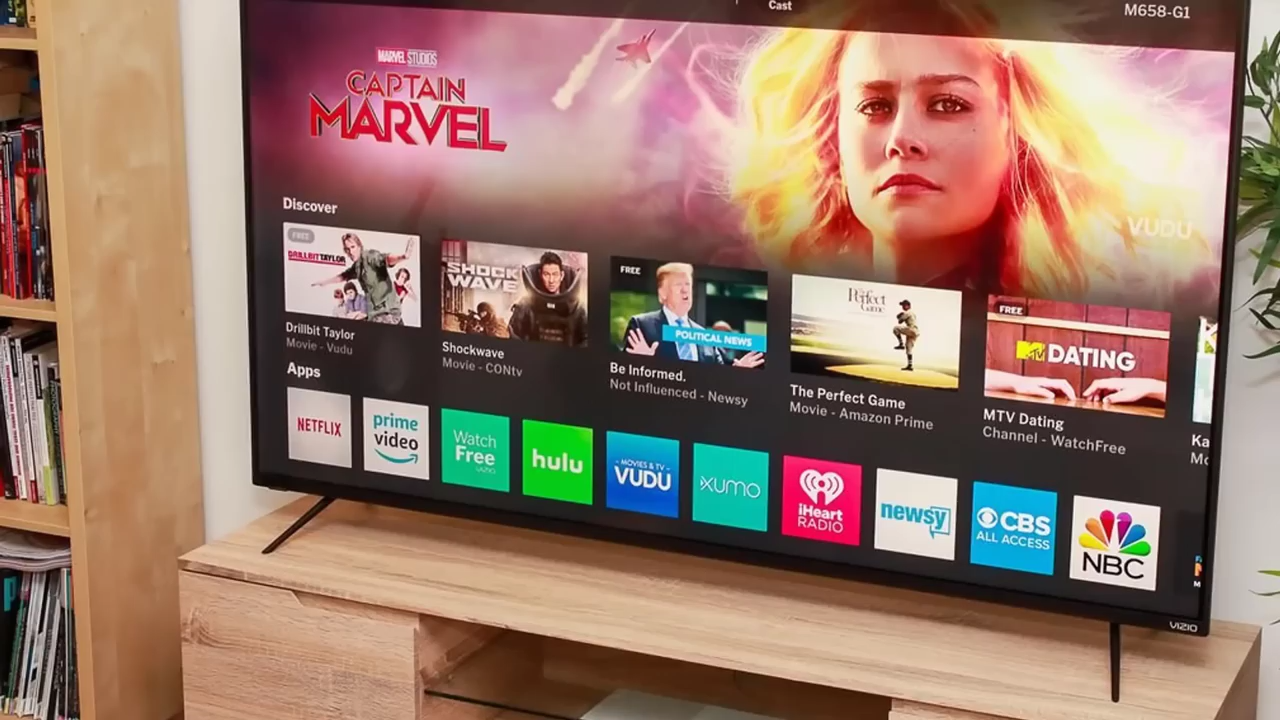 Cast
M658-G1
MARVEL STUDIOS
CAPTAIN
MARVEL
VUDU
Discover
FREE
DRILLBIT TAYLOR
SHOCK
WAVE
FREE
POLITICAL NEWS
The Perfect Game
FREE
MTV DATING
Drillbit Taylor
Movie - Vudu
Shockwave
Movie - CONtv
Be Informed.
Not Influenced - Newsy
The Perfect Game
Movie - Amazon Prime
MTV Dating
Channel - WatchFree
Ka
Apps
NETFLIX
prime
video
Watch
Free
VIZIO
hulu
- MOVIES & TV -
VUDU
XUMO
iHeart
RADIO
newsy
CBS
ALL ACCESS
NBC
VIZIO